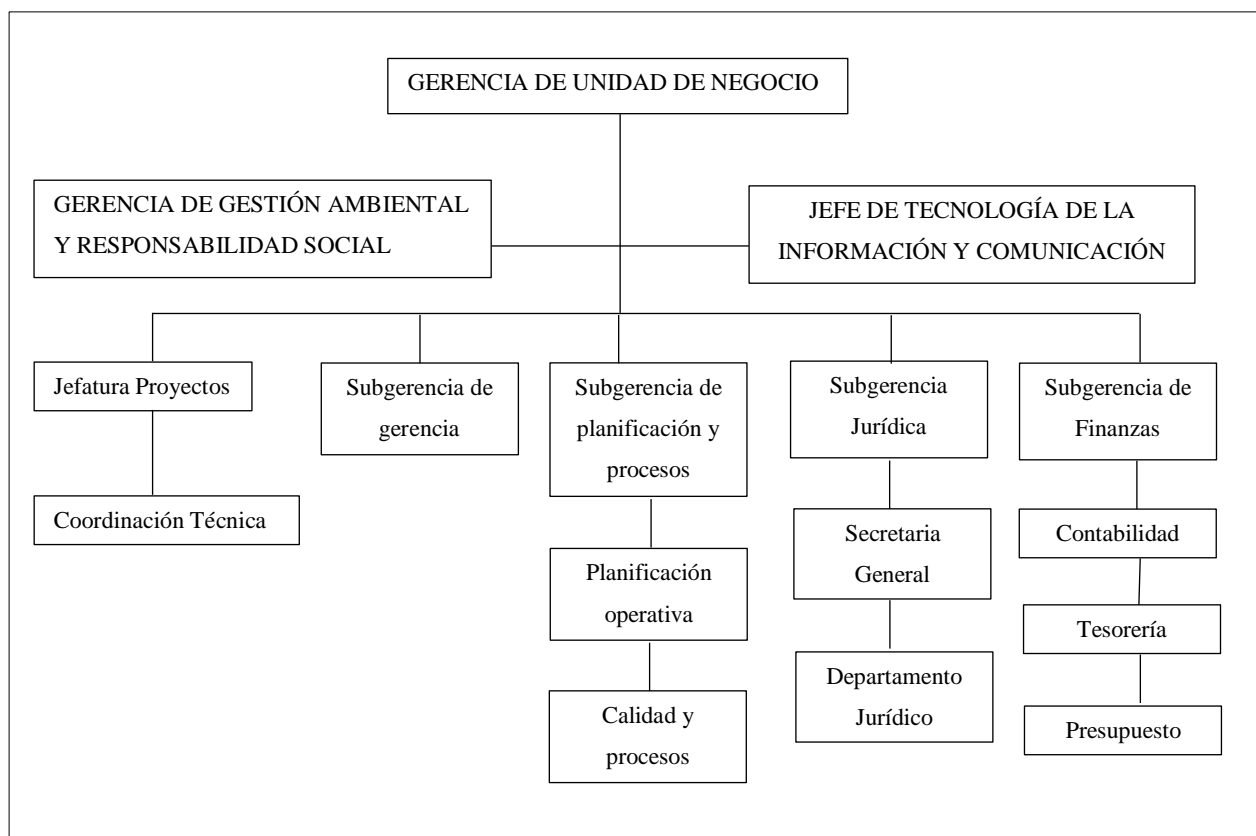 GERENCIA DE UNIDAD DE NEGOCIO
GERENCIA DE GESTIÓN AMBIENTAL
Y RESPONSABILIDAD SOCIAL
JEFE DE TECNOLOGÍA DE LA
INFORMACIÓN Y COMUNICACIÓN
Jefatura Proyectos
Coordinación Técnica
Subgerencia de
gerencia
Subgerencia de
planificación y
procesos
Planificación
operativa
Calidad y
procesos
Subgerencia
Jurídica
Secretaria
General
Departamento
Jurídico
Subgerencia de
Finanzas
Contabilidad
Tesorería
Presupuesto